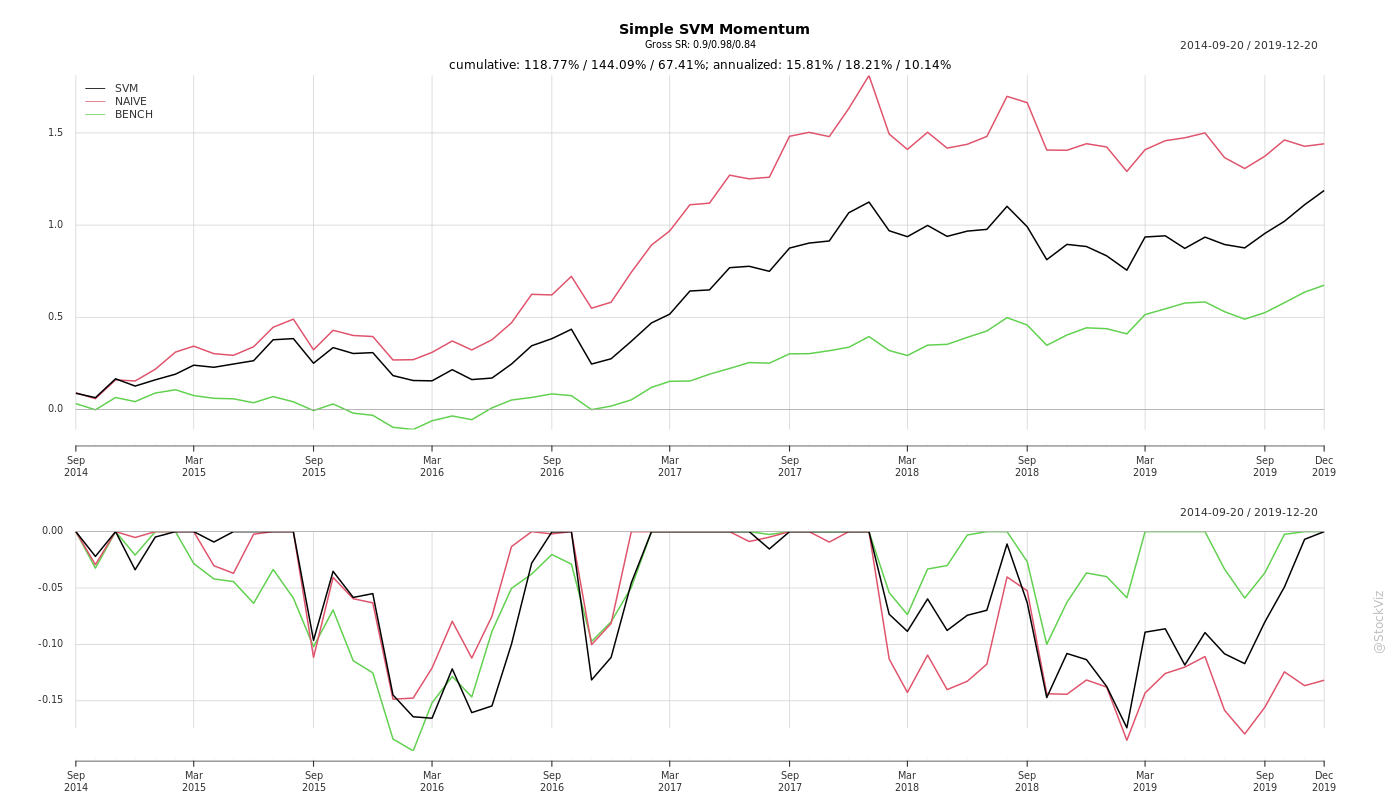 Simple SVM Momentum
Gross SR: 0.9/0.98/0.84
2014-09-20 / 2019-12-20
cumulative: 118.77% / 144.09% / 67.41%; annualized: 15.81% / 18.21% / 10.14%
SVM
NAIVE
BENCH
1.5
1.0
0.5
0.0
Sep Mar Sep Mar Sep Mar Sep Mar Sep Mar Sep Dec
2014 2015 2015 2016 2016 2017 2017 2018 2018 2019 2019 2019
2014-09-20 / 2019-12-20
0.00
-0.05
-0.10
-0.15
Sep Mar Sep Mar Sep Mar Sep Mar Sep Mar Sep Dec
2014 2015 2015 2016 2016 2017 2017 2018 2018 2019 2019 2019
@StockViz